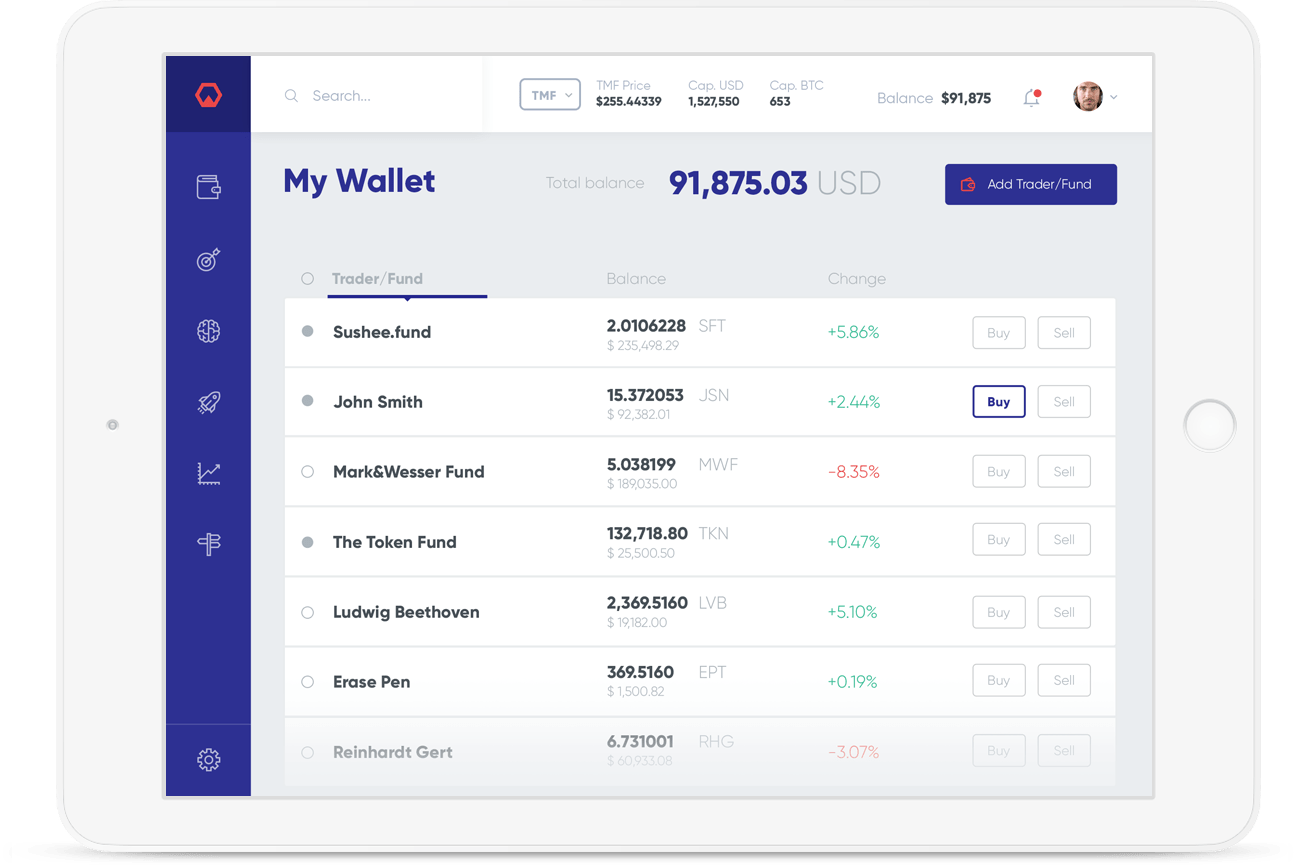 Search...
TMF
TMF Price
$255.44339
Cap. USD
1,527,550
Cap. BTC
653
Balance $91,875
My Wallet
Total balance 91,875.03 USD
Add Trader/Fund
Trader/Fund Balance Change
Sushee.fund
2.0106228 SFT
$ 235,498.29
+5.86%
Buy
Sell
John Smith
15.372053 JSN
$ 92,382.01
+2.44%
Buy
Sell
Mark&Wesser Fund
5.038199 MWF
$ 189,035.00
-8.35%
Buy
Sell
The Token Fund
132,718.80 TKN
$ 25,500.50
+0.47%
Buy
Sell
Ludwig Beethoven
2,369.5160 LVB
$ 19,182.00
+5.10%
Buy
Sell
Erase Pen
369.5160 EPT
$ 1,500.82
+0.19%
Buy
Sell
Reinhardt Gert
6.731001 RHG
$ 60,933.08
-3.07%
Buy
Sell